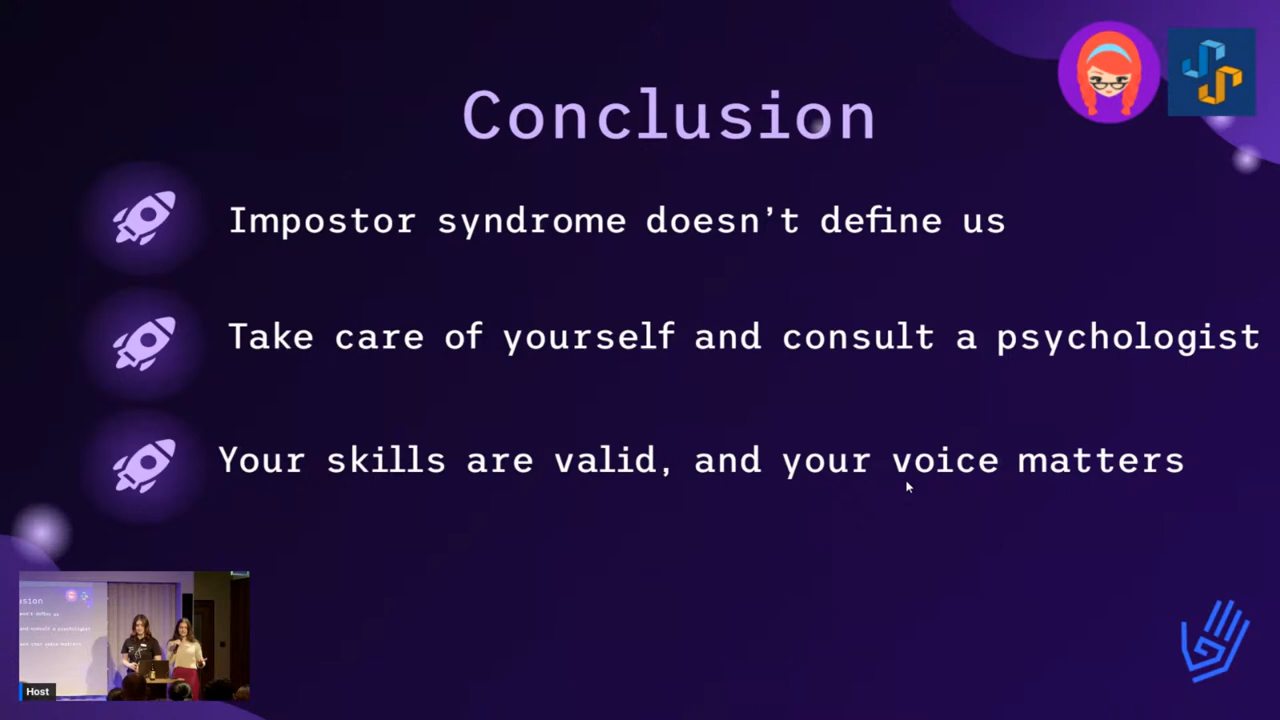 Conclusion
Impostor syndrome doesn’t define us
Take care of yourself and consult a psychologist
Your skills are valid, and your voice matters
Host